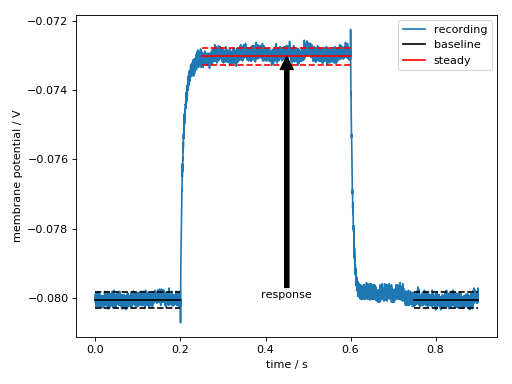 −0.072
−0.074
−0.076
−0.078
−0.080
membrane potential / V
recording
baseline
steady
response
0.0
0.2
0.4
0.6
0.8
time / s